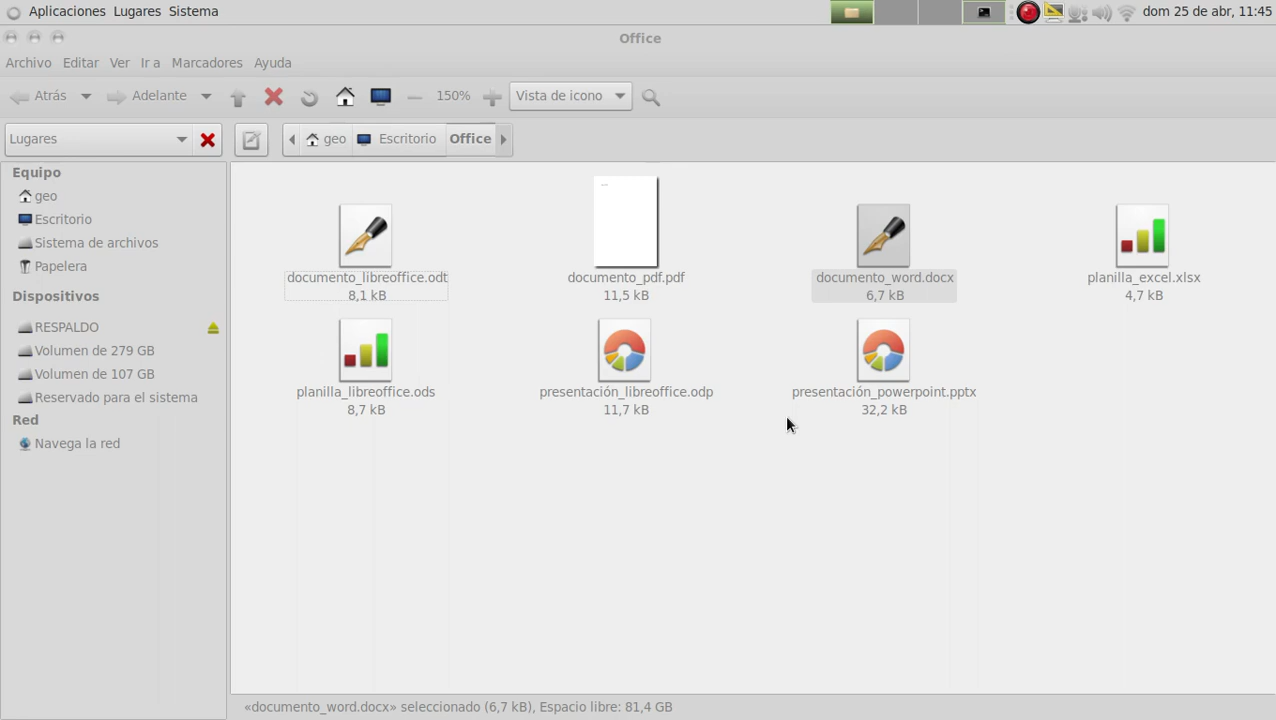 Aplicaciones Lugares Sistema
dom 25 de abr, 11:45
Office
Archivo Editar Ver Ir a Marcadores Ayuda
Atrás Adelante 150% Vista de icono
Lugares geo Escritorio Office
Equipo
geo
Escritorio
Sistema de archivos
Papelera
Dispositivos
RESPALDO
Volumen de 279 GB
Volumen de 107 GB
Reservado para el sistema
Red
Navega la red
documento_libreoffice.odt
8,1 kB
documento_pdf.pdf
11,5 kB
documento_word.docx
6,7 kB
planilla_excel.xlsx
4,7 kB
planilla_libreoffice.ods
8,7 kB
presentación_libreoffice.odp
11,7 kB
presentación_powerpoint.pptx
32,2 kB
«documento_word.docx» seleccionado (6,7 kB), Espacio libre: 81,4 GB